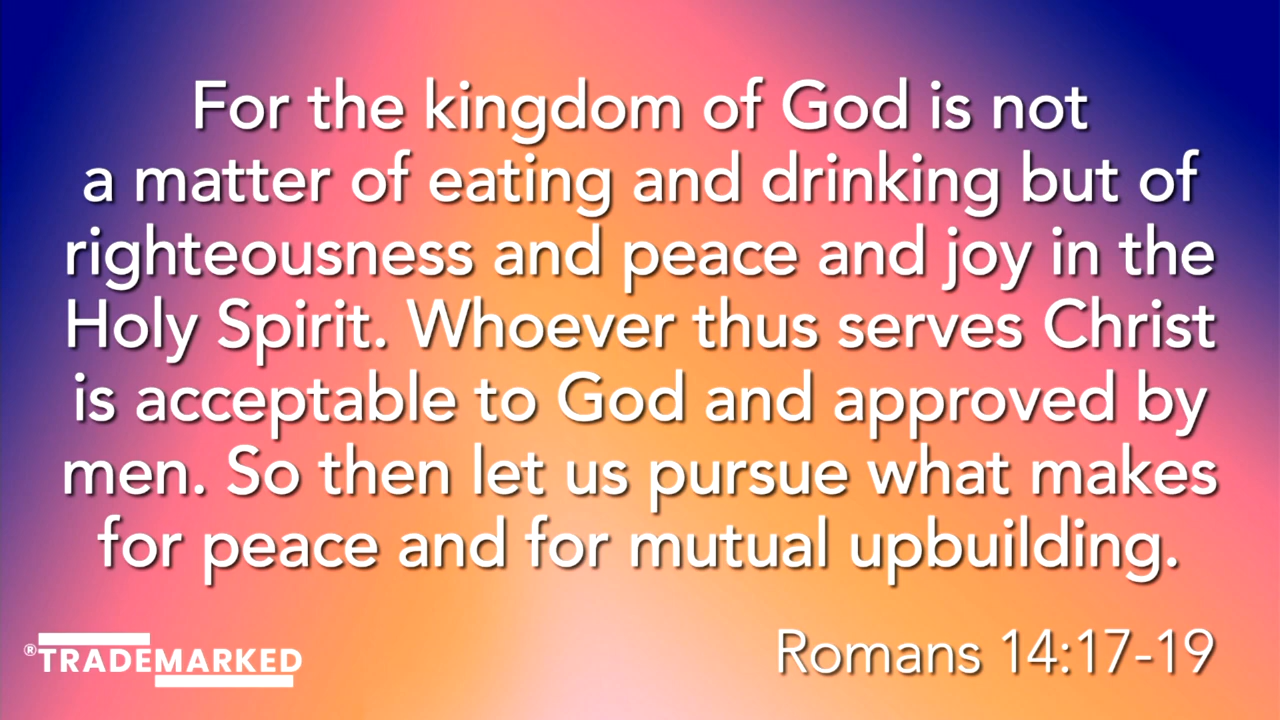 For the kingdom of God is not
a matter of eating and drinking but of
righteousness and peace and joy in the
Holy Spirit. Whoever thus serves Christ
is acceptable to God and approved by
men. So then let us pursue what makes
for peace and for mutual upbuilding.
Romans 14:17-19
®TRADEMARKED